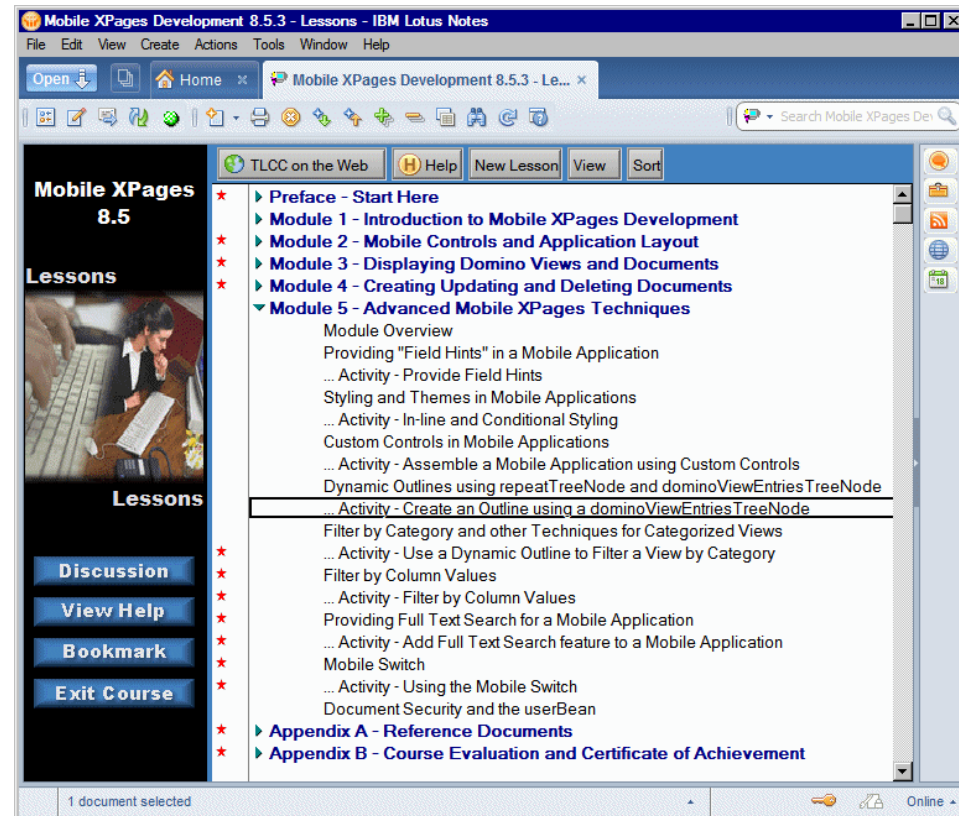 Mobile XPages Development 8.5.3 - Lessons - IBM Lotus Notes
File Edit View Create Actions Tools Window Help
Open Home × Mobile XPages Development 8.5.3 - Le... ×
Search Mobile XPages Dev
TLCC on the Web H Help New Lesson View Sort
Mobile XPages
8.5
Lessons
Lessons
Discussion
View Help
Bookmark
Exit Course
Preface - Start Here
Module 1 - Introduction to Mobile XPages Development
Module 2 - Mobile Controls and Application Layout
Module 3 - Displaying Domino Views and Documents
Module 4 - Creating Updating and Deleting Documents
Module 5 - Advanced Mobile XPages Techniques
Module Overview
Providing "Field Hints" in a Mobile Application
... Activity - Provide Field Hints
Styling and Themes in Mobile Applications
... Activity - In-line and Conditional Styling
Custom Controls in Mobile Applications
... Activity - Assemble a Mobile Application using Custom Controls
Dynamic Outlines using repeatTreeNode and dominoViewEntriesTreeNode
... Activity - Create an Outline using a dominoViewEntriesTreeNode
Filter by Category and other Techniques for Categorized Views
... Activity - Use a Dynamic Outline to Filter a View by Category
Filter by Column Values
... Activity - Filter by Column Values
Providing Full Text Search for a Mobile Application
... Activity - Add Full Text Search feature to a Mobile Application
Mobile Switch
... Activity - Using the Mobile Switch
Document Security and the userBean
Appendix A - Reference Documents
Appendix B - Course Evaluation and Certificate of Achievement
1 document selected
Online